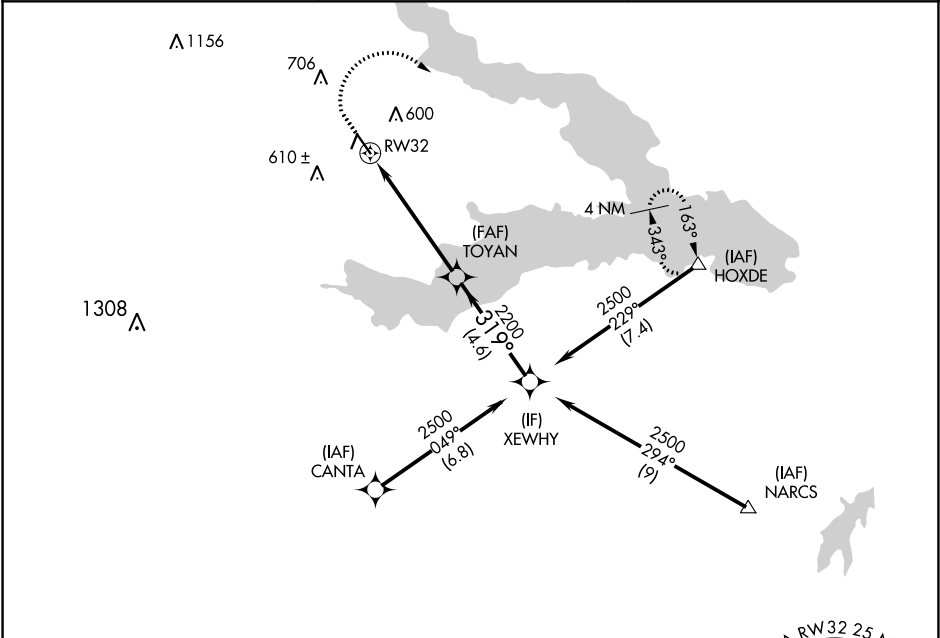 1156
706
600
RW32
610 ±
4 NM
163°
343°
(FAF)
TOYAN
(IAF)
HOXDE
1308
2500
229°
(7.4)
2200
319°
(4.6)
(IF)
XEWHY
2500
049°
(6.8)
2500
294°
(9)
(IAF)
CANTA
(IAF)
NARCS
RW32 25